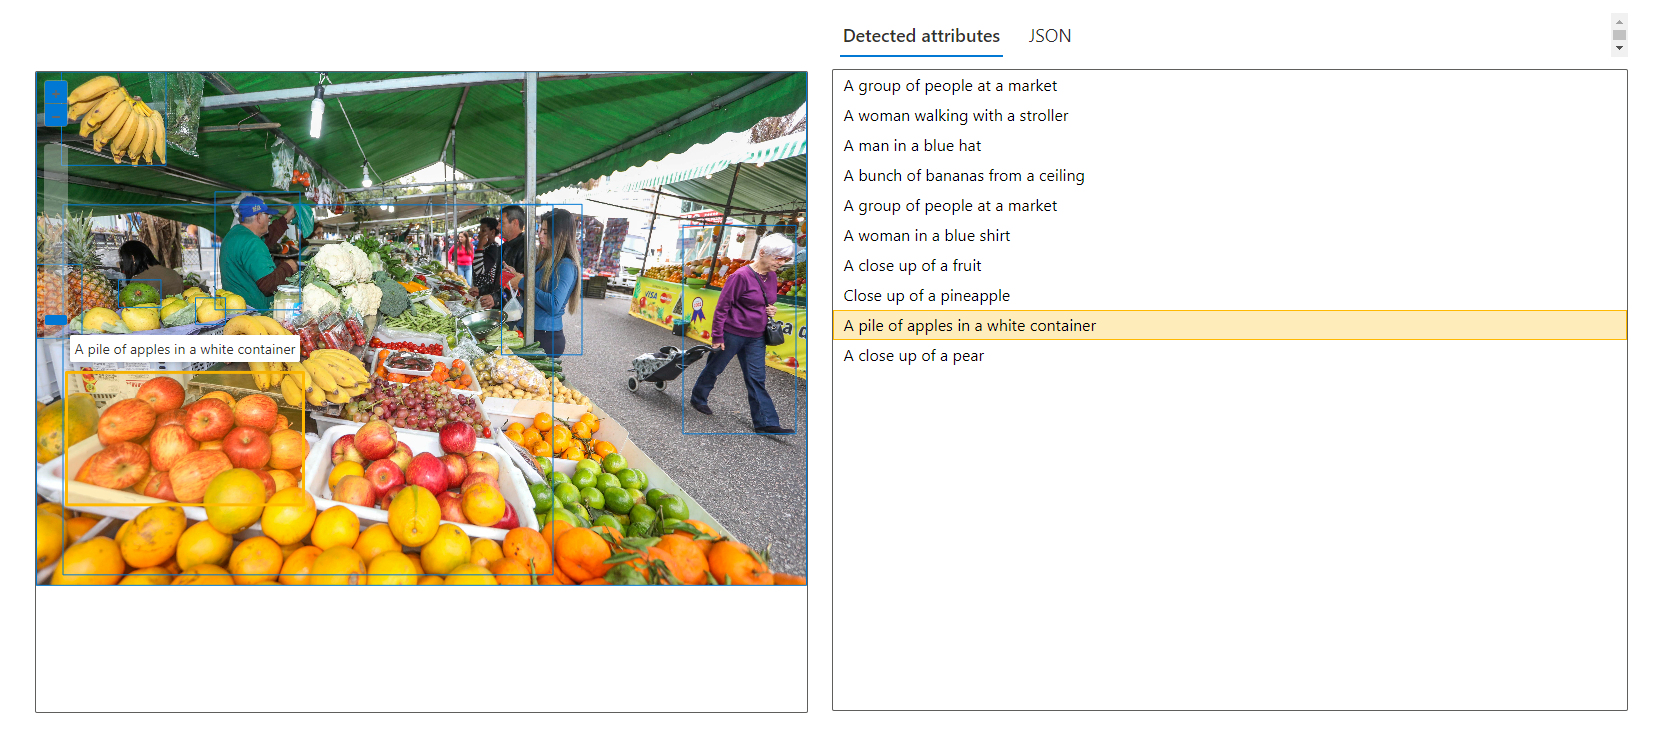 Detected attributes JSON
A group of people at a market
A woman walking with a stroller
A man in a blue hat
A bunch of bananas from a ceiling
A group of people at a market
A woman in a blue shirt
A close up of a fruit
Close up of a pineapple
A pile of apples in a white container
A close up of a pear
A pile of apples in a white container
VISA